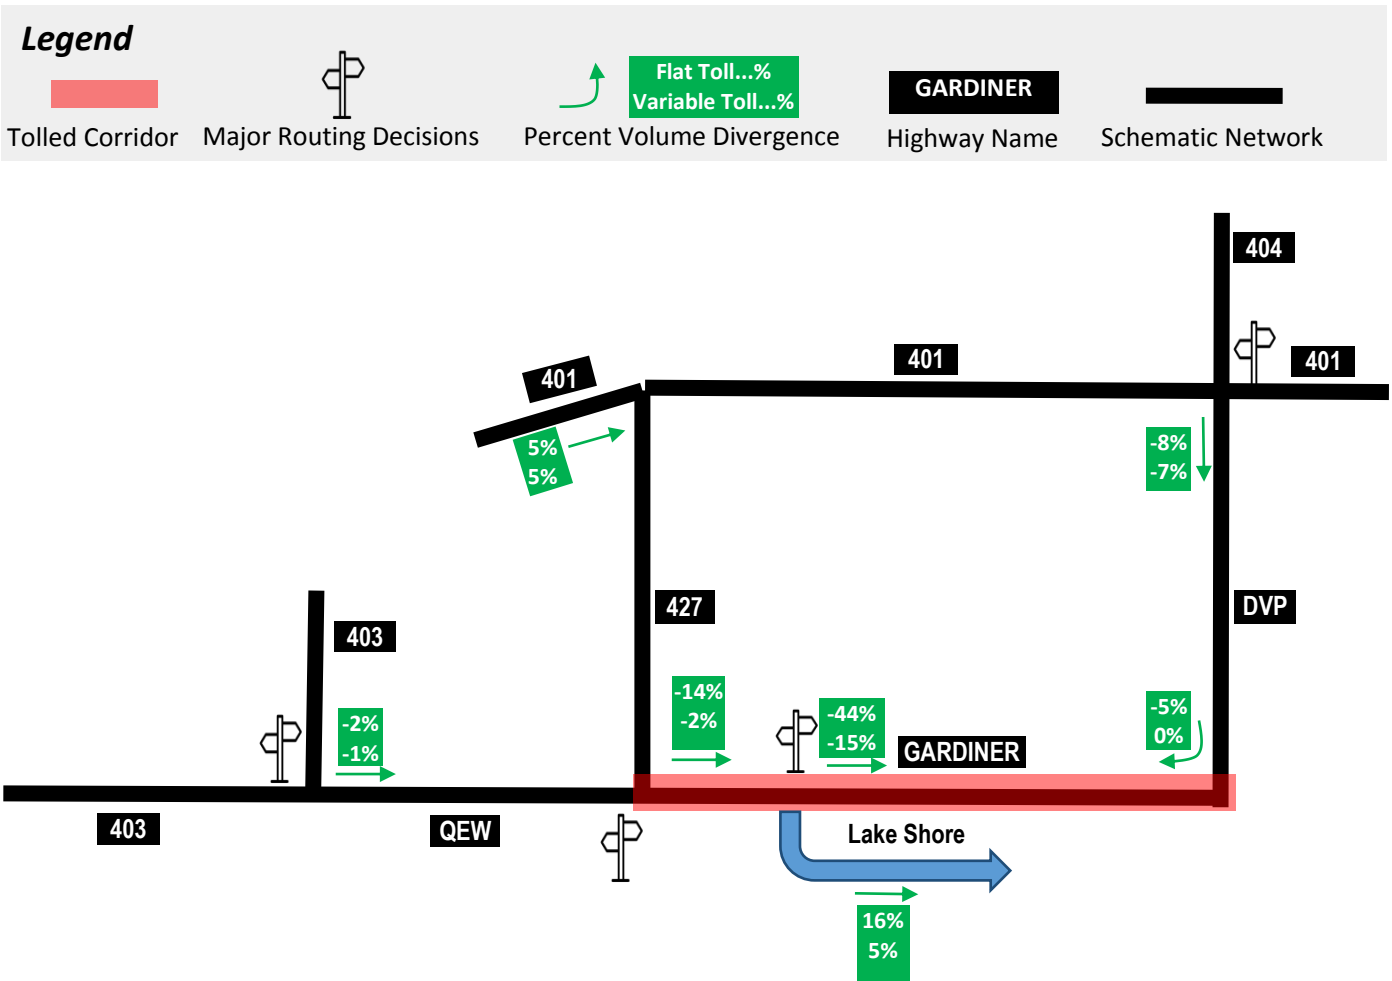 Legend
Flat Toll...%
Variable Toll...%
GARDINER
Tolled Corridor
Major Routing Decisions
Percent Volume Divergence
Highway Name
Schematic Network
404
401
401
401
5%
5%
-8%
-7%
427
DVP
403
-2%
-1%
-14%
-2%
-44%
-15%
GARDINER
-5%
0%
403
QEW
Lake Shore
16%
5%